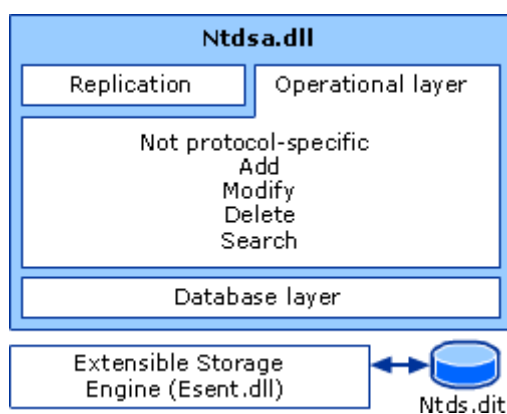 Ntdsa.dll
Replication
Operational layer
Not protocol-specific
Add
Modify
Delete
Search
Database layer
Extensible Storage
Engine (Esent.dll)
Ntds.dit